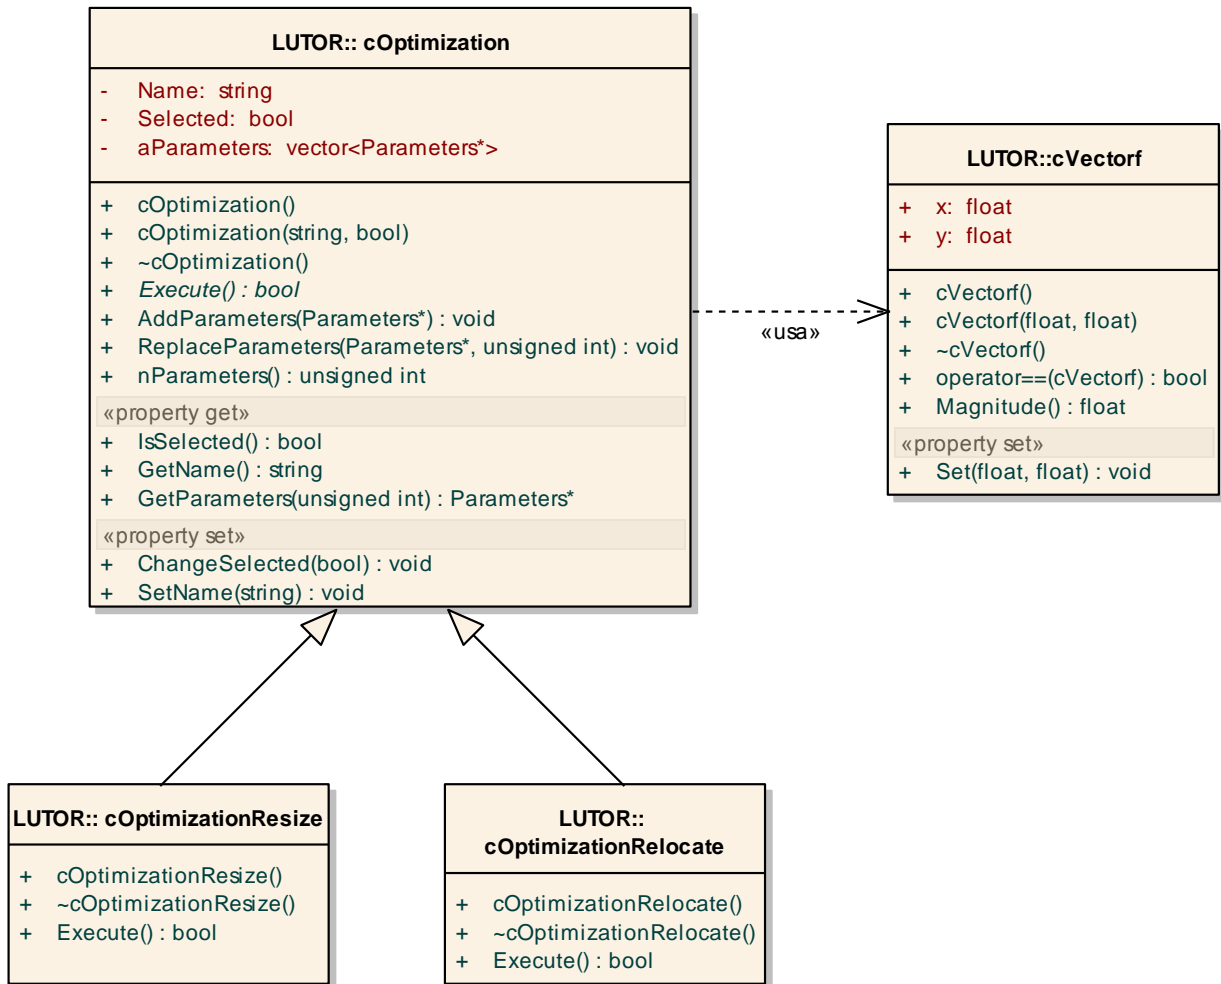 LUTOR:: cOptimization
- Name: string
- Selected: bool
- aParameters: vector<Parameters*>
+ cOptimization()
+ cOptimization(string, bool)
+ ~cOptimization()
+ Execute() : bool
+ AddParameters(Parameters*) : void
+ ReplaceParameters(Parameters*, unsigned int) : void
+ nParameters() : unsigned int
«property get»
+ IsSelected() : bool
+ GetName() : string
+ GetParameters(unsigned int) : Parameters*
«property set»
+ ChangeSelected(bool) : void
+ SetName(string) : void
«usa»
LUTOR::cVectorf
+ x: float
+ y: float
+ cVectorf()
+ cVectorf(float, float)
+ ~cVectorf()
+ operator==(cVectorf) : bool
+ Magnitude() : float
«property set»
+ Set(float, float) : void
LUTOR:: cOptimizationResize
+ cOptimizationResize()
+ ~cOptimizationResize()
+ Execute() : bool
LUTOR::
cOptimizationRelocate
+ cOptimizationRelocate()
+ ~cOptimizationRelocate()
+ Execute() : bool